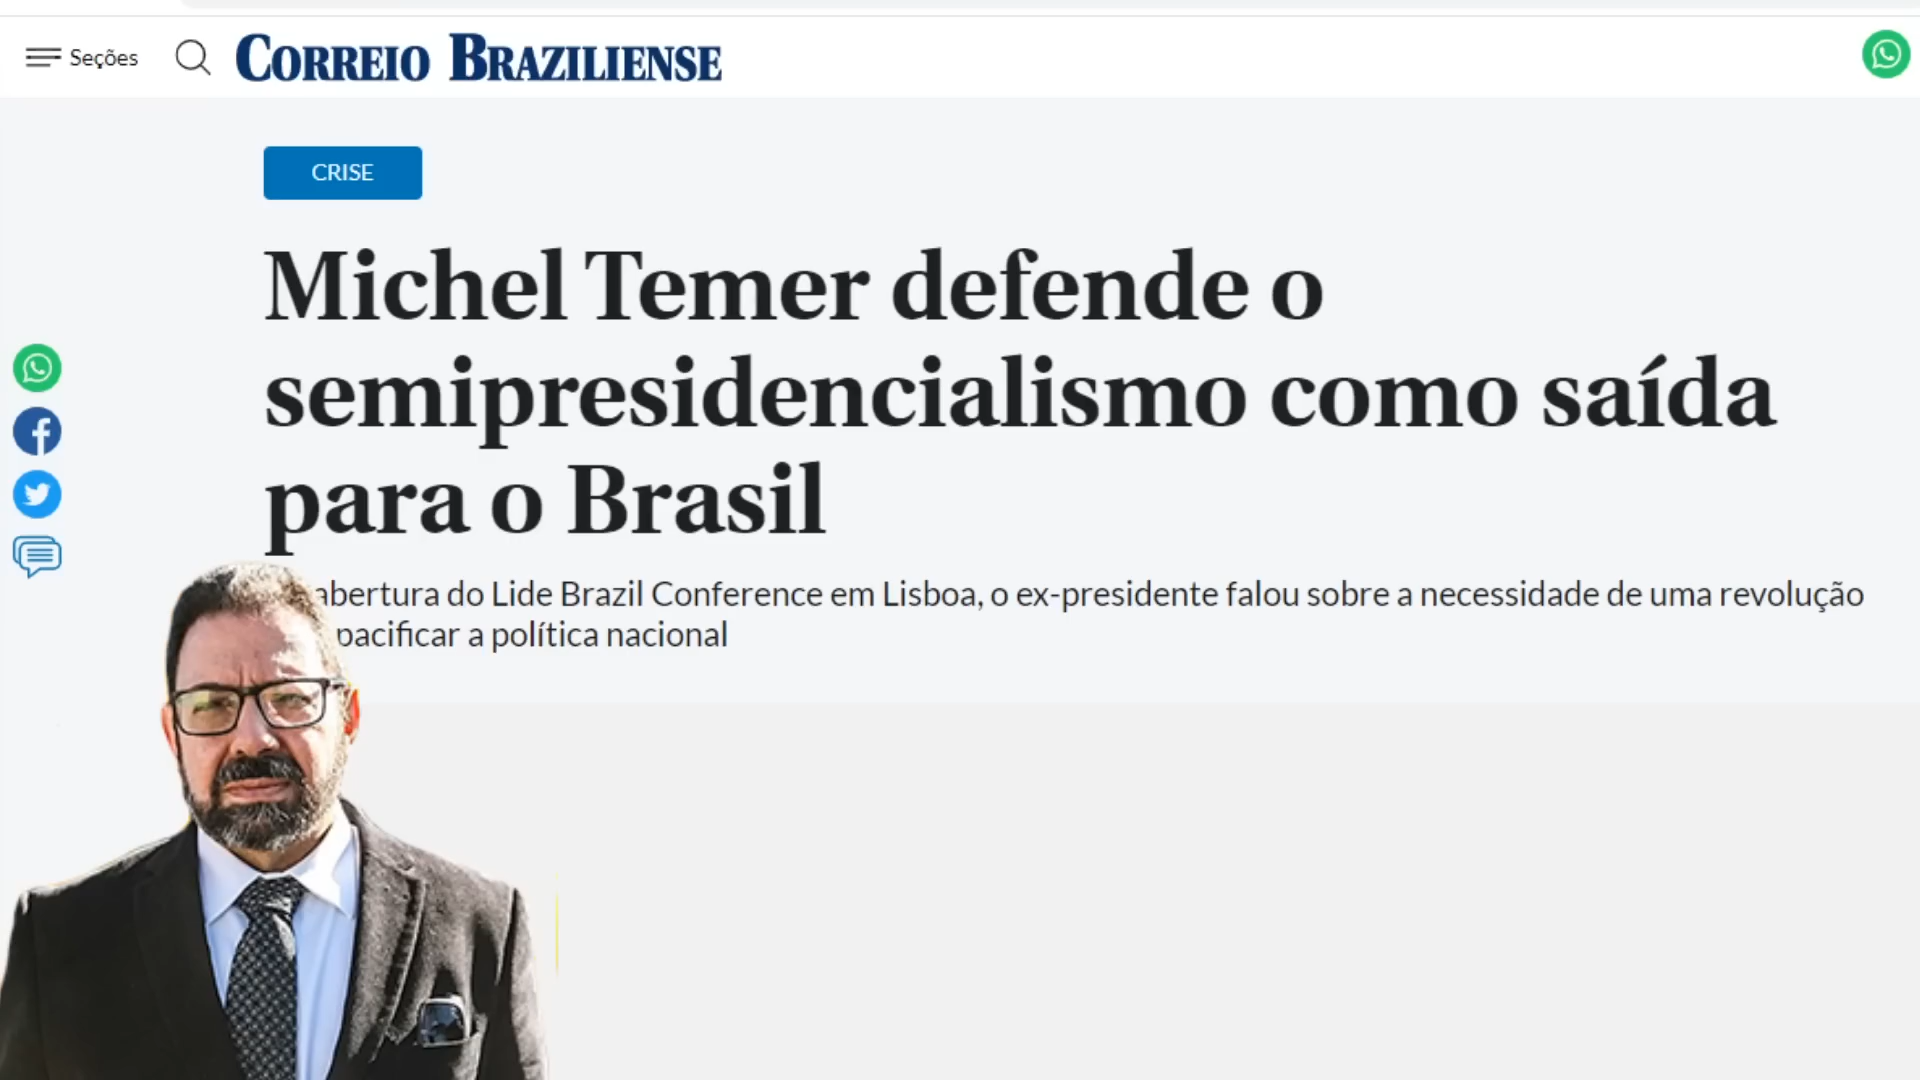 Seções
CORREIO BRAZILIENSE
CRISE
Michel Temer defende o
semipresidencialismo como saída
para o Brasil
abertura do Lide Brazil Conference em Lisboa, o ex-presidente falou sobre a necessidade de uma revolução
pacificar a política nacional